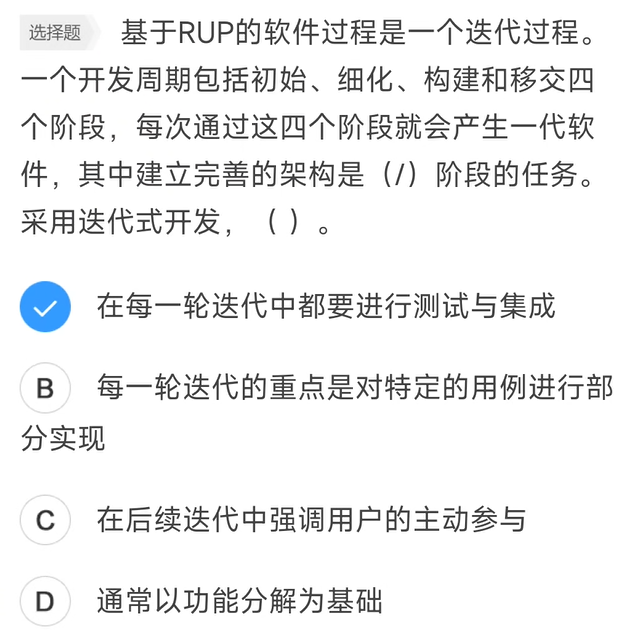 选择题 基于RUP的软件过程是一个迭代过程。
一个开发周期包括初始、细化、构建和移交四
个阶段，每次通过这四个阶段就会产生一代软
件，其中建立完善的架构是（/）阶段的任务。
采用迭代式开发，（ ）。
在每一轮迭代中都要进行测试与集成
B 每一轮迭代的重点是对特定的用例进行部
分实现
C 在后续迭代中强调用户的主动参与
D 通常以功能分解为基础